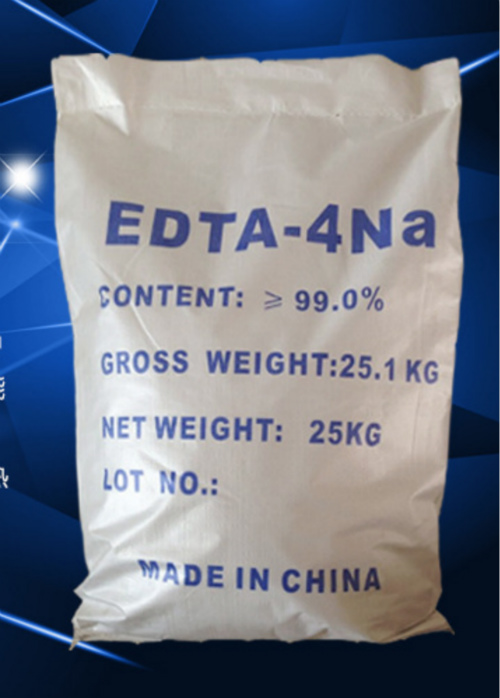 EDTA-4Na
CONTENT: ≥ 99.0%
GROSS WEIGHT:25.1 KG
NET WEIGHT: 25KG
LOT NO.:
MADE IN CHINA